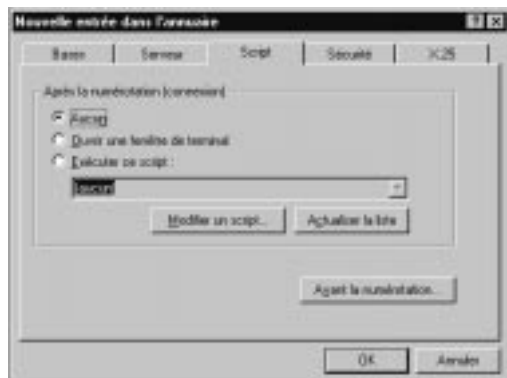 Nouvelle entrée dans l'annuaire
Bases Serveur Script Sécurité X.25
Après la numérotation (connexion)
Aucun
Ouvrir une fenêtre de terminal
Exécuter ce script :
(aucun)
Modifier un script... Actualiser la liste
Avant la numérotation...
OK Annuler